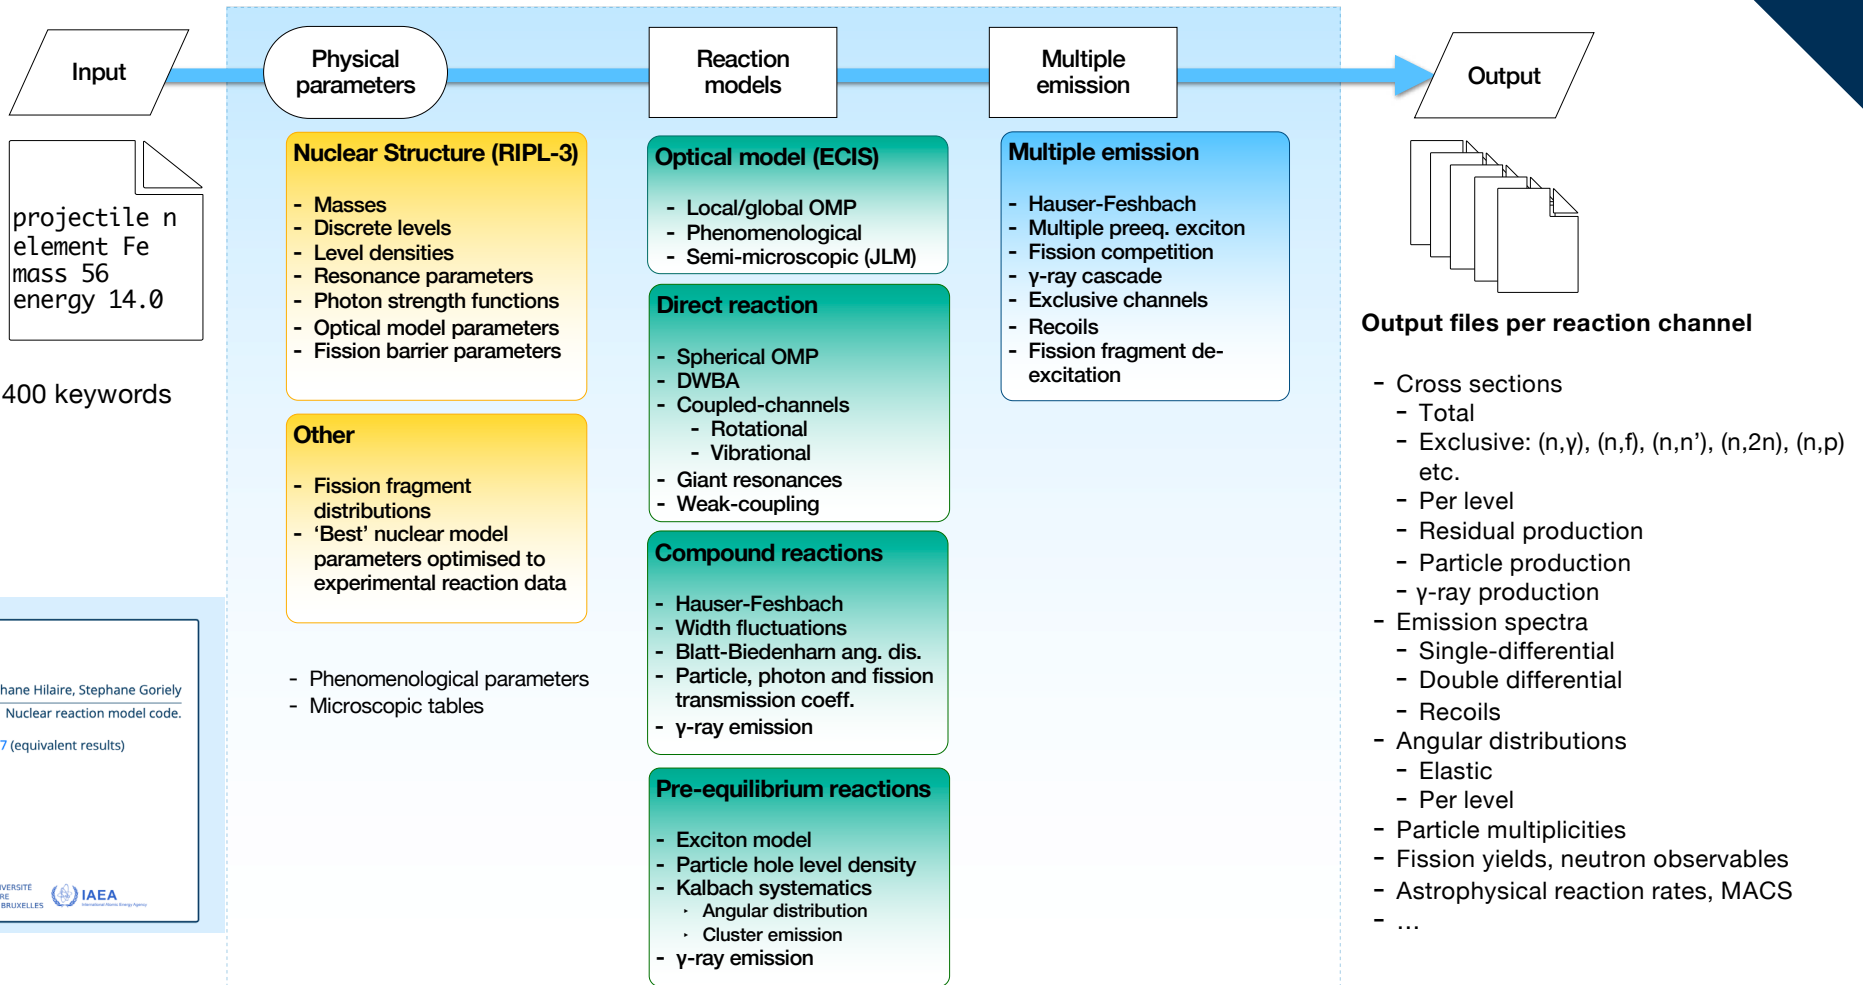 Input
Physical
parameters
Reaction
models
Multiple
emission
Output
projectile n
element Fe
mass 56
energy 14.0
400 keywords
Nuclear Structure (RIPL-3)
- Masses
- Discrete levels
- Level densities
- Resonance parameters
- Photon strength functions
- Optical model parameters
- Fission barrier parameters
Other
- Fission fragment
distributions
- ‘Best’ nuclear model
parameters optimised to
experimental reaction data
- Phenomenological parameters
- Microscopic tables
Optical model (ECIS)
- Local/global OMP
- Phenomenological
- Semi-microscopic (JLM)
Direct reaction
- Spherical OMP
- DWBA
- Coupled-channels
- Rotational
- Vibrational
- Giant resonances
- Weak-coupling
Compound reactions
- Hauser-Feshbach
- Width fluctuations
- Blatt-Biedenharn ang. dis.
- Particle, photon and fission
transmission coeff.
- γ-ray emission
Pre-equilibrium reactions
- Exciton model
- Particle hole level density
- Kalbach systematics
‣ Angular distribution
‣ Cluster emission
- γ-ray emission
Multiple emission
- Hauser-Feshbach
- Multiple preeq. exciton
- Fission competition
- γ-ray cascade
- Exclusive channels
- Recoils
- Fission fragment de-
excitation
Output files per reaction channel
- Cross sections
- Total
- Exclusive: (n,γ), (n,f), (n,n’), (n,2n), (n,p)
etc.
- Per level
- Residual production
- Particle production
- γ-ray production
- Emission spectra
- Single-differential
- Double differential
- Recoils
- Angular distributions
- Elastic
- Per level
- Particle multiplicities
- Fission yields, neutron observables
- Astrophysical reaction rates, MACS
- …
hane Hilaire, Stephane Goriely
Nuclear reaction model code.
7 (equivalent results)
VERSITÉ
RE
BRUXELLES
IAEA
International Atomic Energy Agency